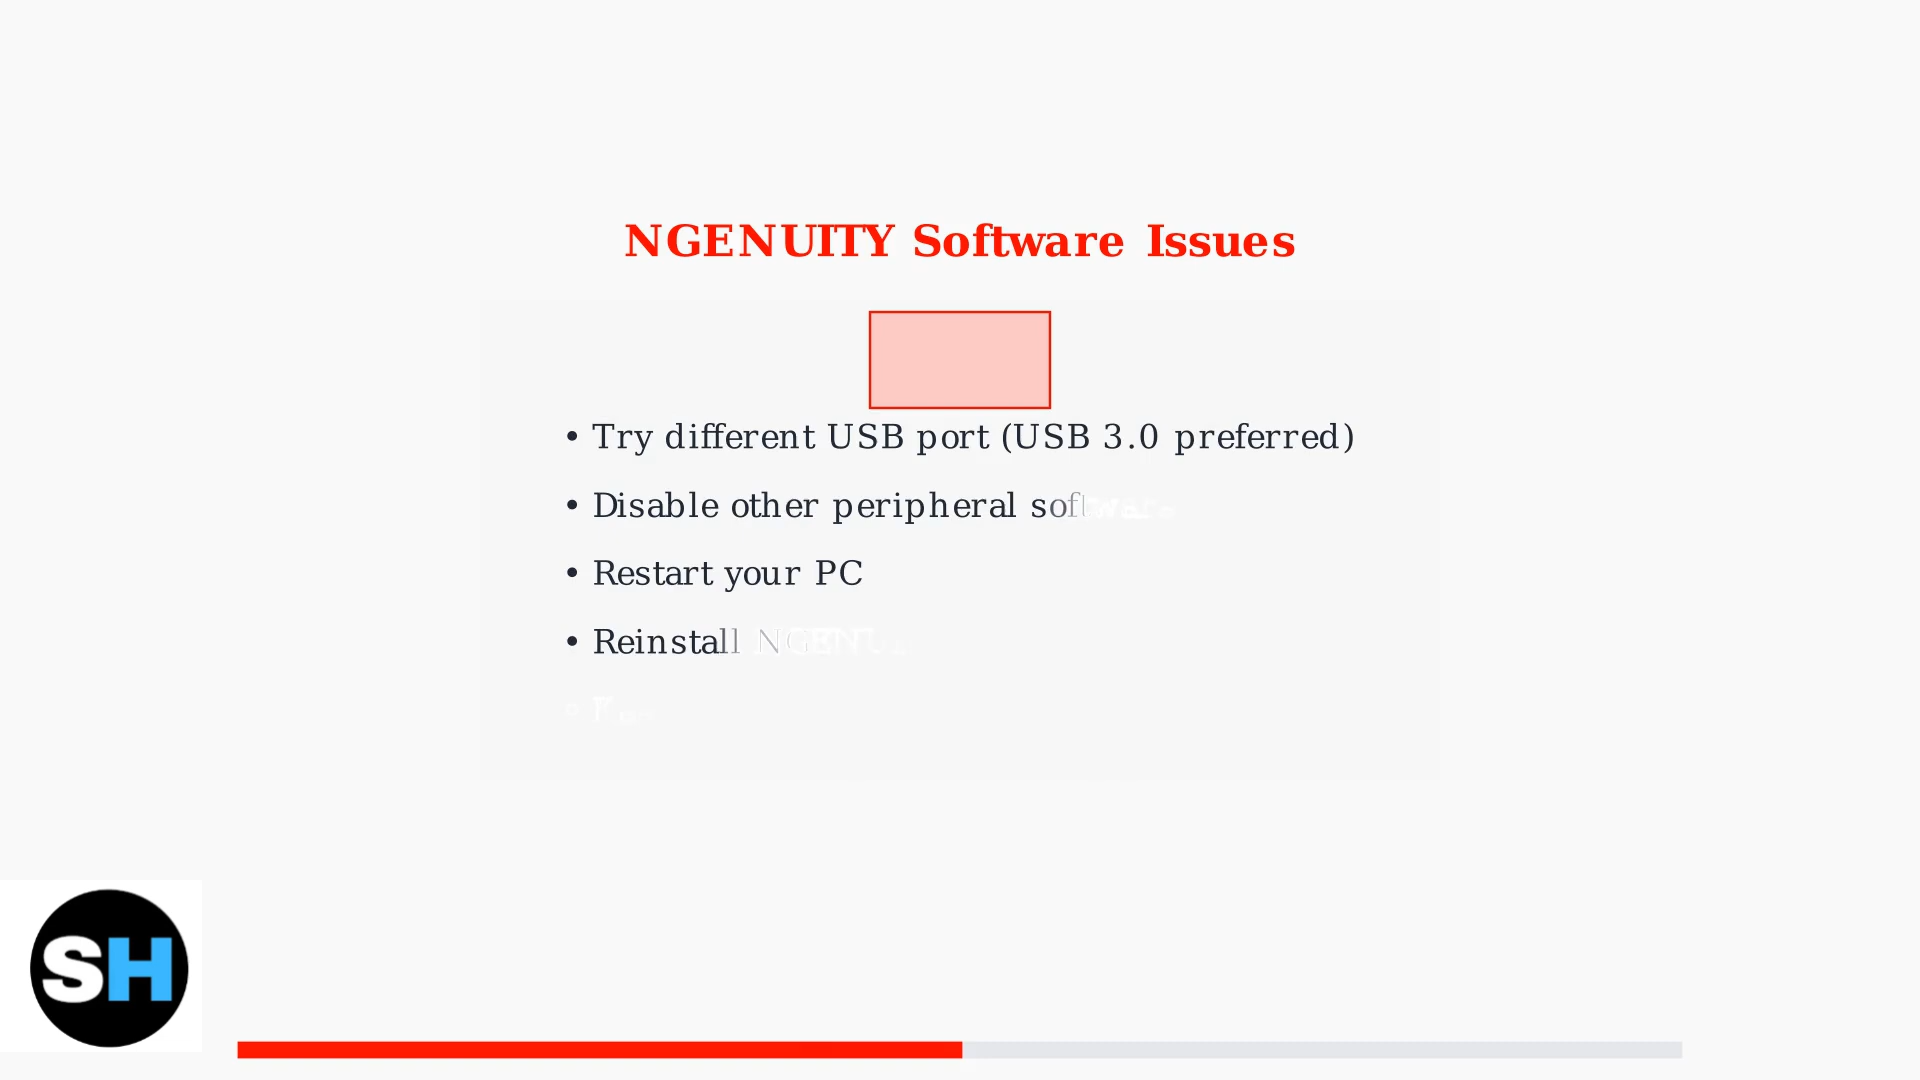 NGENUITY Software Issues
• Try different USB port (USB 3.0 preferred)
• Disable other peripheral software
• Restart your PC
• Reinstall
SH